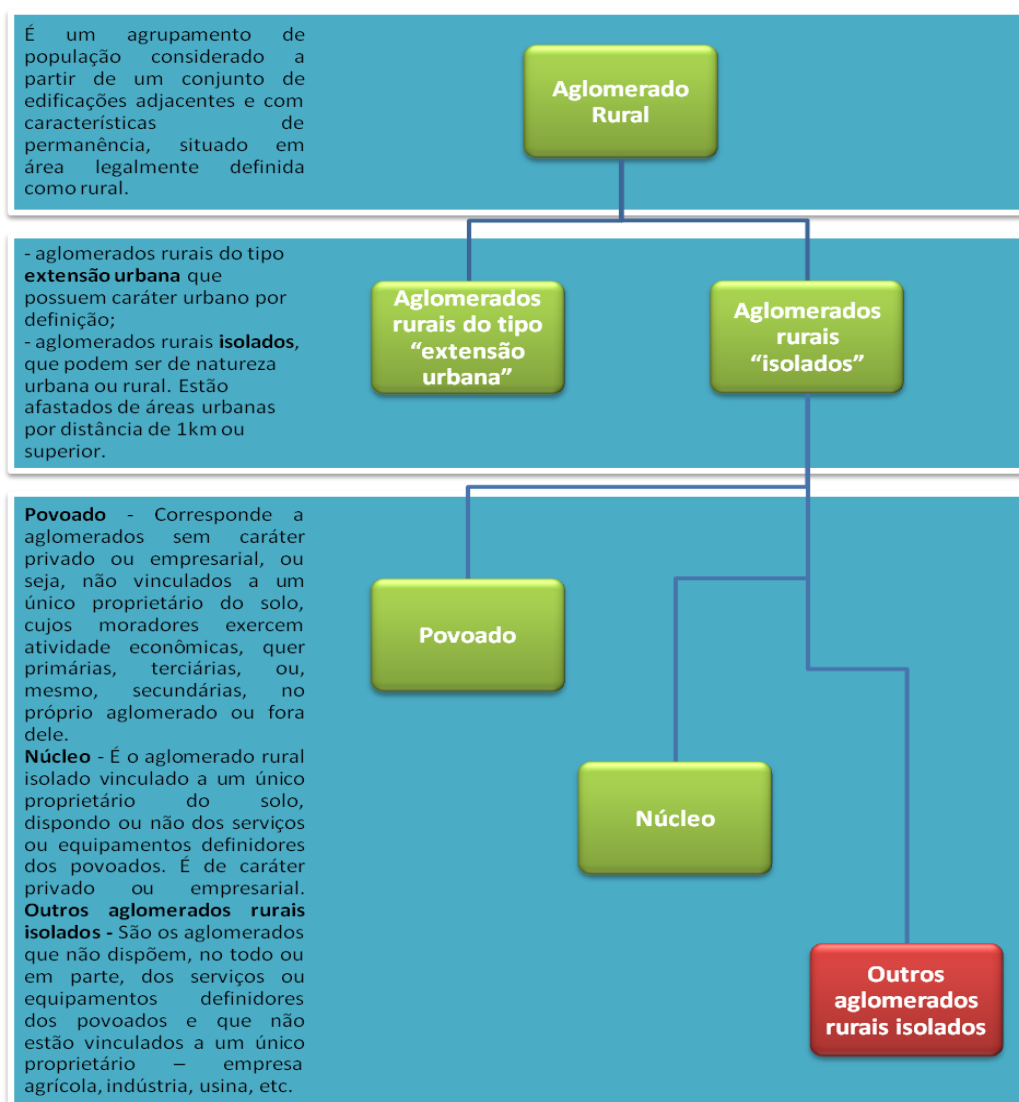 É um agrupamento de
população considerado a
partir de um conjunto de
edificações adjacentes e com
características de
permanência, situado em
área legalmente definida
como rural.
Aglomerado
Rural
- aglomerados rurais do tipo
extensão urbana que
possuem caráter urbano por
definição;
- aglomerados rurais isolados,
que podem ser de natureza
urbana ou rural. Estão
afastados de áreas urbanas
por distância de 1km ou
superior.
Aglomerados
rurais do tipo
“extensão
urbana”
Aglomerados
rurais
“isolados”
Povoado - Corresponde a
aglomerados sem caráter
privado ou empresarial, ou
seja, não vinculados a um
único proprietário do solo,
cujos moradores exercem
atividade econômicas, quer
primárias, terciárias, ou,
mesmo, secundárias, no
próprio aglomerado ou fora
dele.
Núcleo - É o aglomerado rural
isolado vinculado a um único
proprietário do solo,
dispondo ou não dos serviços
ou equipamentos definidores
dos povoados. É de caráter
privado ou empresarial.
Outros aglomerados rurais
isolados - São os aglomerados
que não dispõem, no todo ou
em parte, dos serviços ou
equipamentos definidores
dos povoados e que não
estão vinculados a um único
proprietário – empresa
agrícola, indústria, usina, etc.
Povoado
Núcleo
Outros
aglomerados
rurais isolados